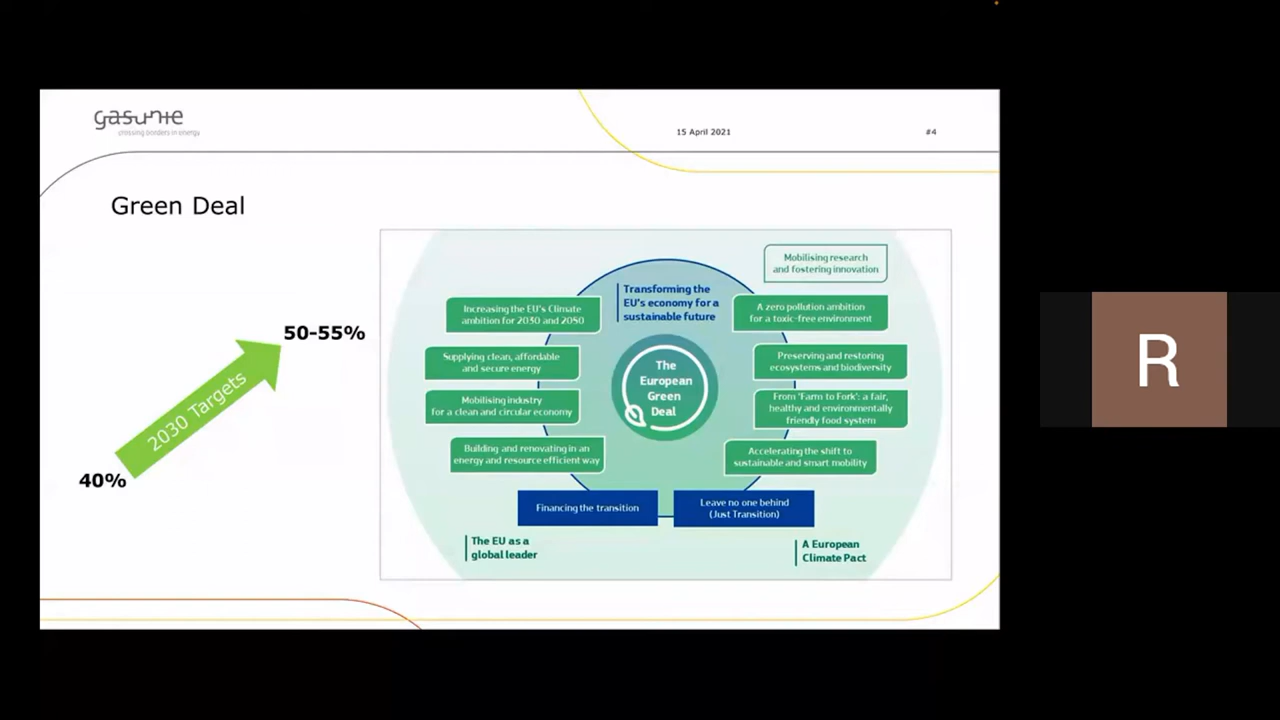 gasunie
crossing borders in energy
15 April 2021
#4
Green Deal
50-55%
2030 Targets
40%
Mobilising research
and fostering innovation
Transforming the
EU's economy for a
sustainable future
Increasing the EU's Climate
ambition for 2030 and 2050
Supplying clean, affordable
and secure energy
Mobilising industry
for a clean and circular economy
Building and renovating in an
energy and resource efficient way
The
European
Green
Deal
A zero pollution ambition
for a toxic-free environment
Preserving and restoring
ecosystems and biodiversity
From 'Farm to Fork': a fair,
healthy and environmentally
friendly food system
Accelerating the shift to
sustainable and smart mobility
Financing the transition
Leave no one behind
(Just Transition)
The EU as a
global leader
A European
Climate Pact
R